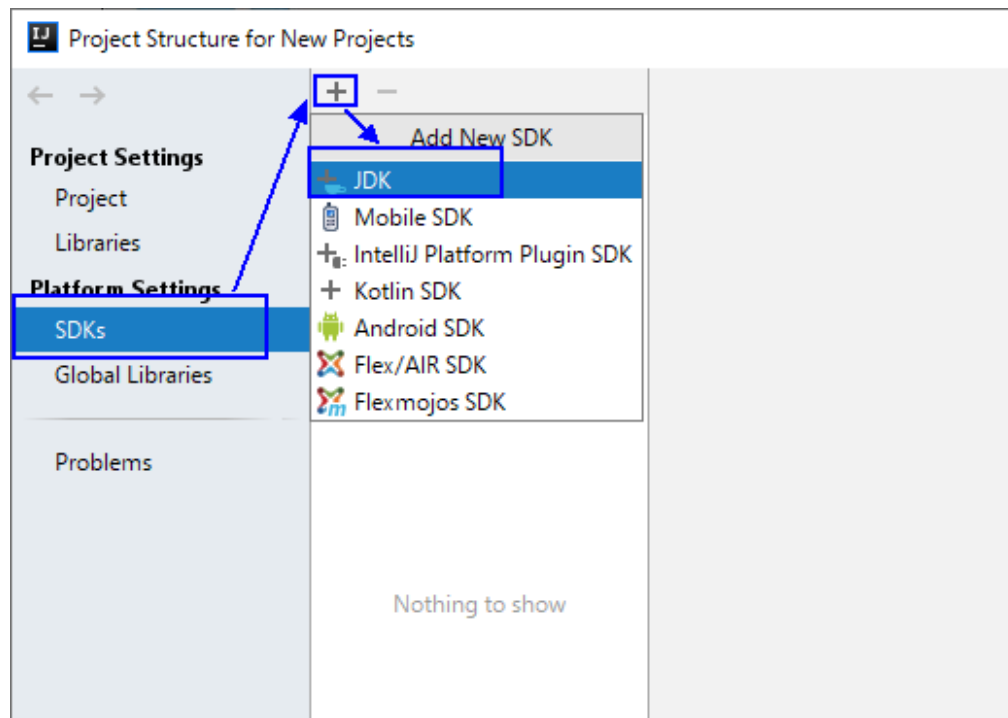 IJ
Project Structure for New Projects
Project Settings
Project
Libraries
Platform Settings
SDKs
Global Libraries
Problems
Add New SDK
JDK
Mobile SDK
IntelliJ Platform Plugin SDK
Kotlin SDK
Android SDK
Flex/AIR SDK
m Flexmojos SDK
Nothing to show